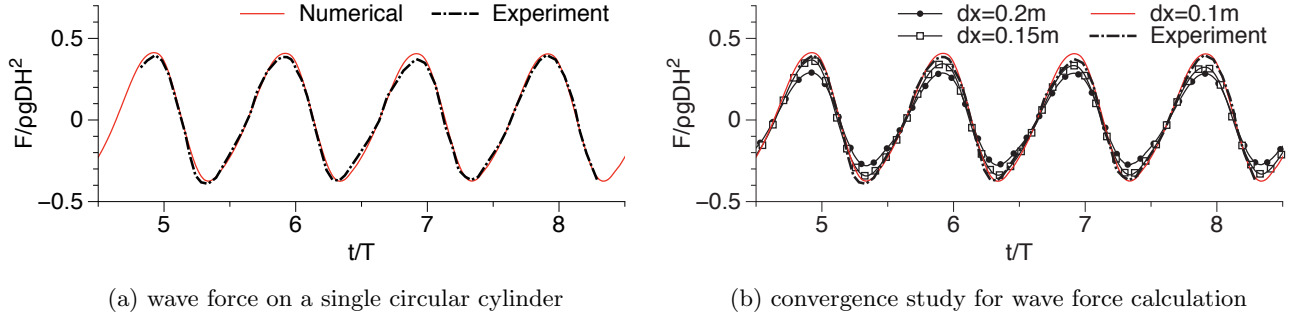 Numerical Experiment
0.5
0
−0.5
F/ρgDH²
5 6 7 8
t/T
(a) wave force on a single circular cylinder
dx=0.2m dx=0.1m
dx=0.15m Experiment
0.5
0
−0.5
F/ρgDH²
5 6 7 8
t/T
(b) convergence study for wave force calculation